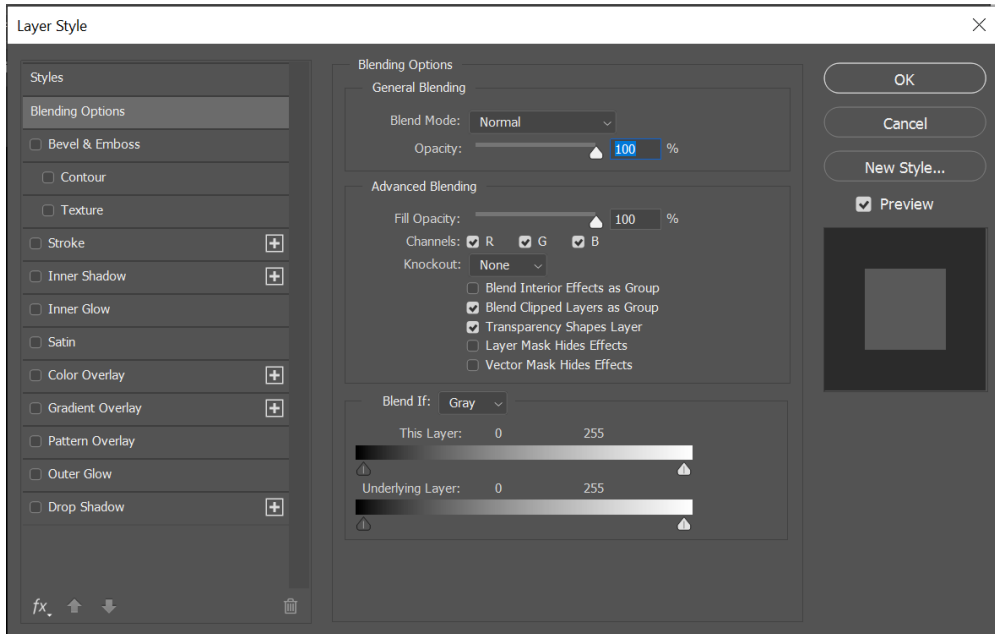 Layer Style
Styles
Blending Options
Bevel & Emboss
Contour
Texture
Stroke
Inner Shadow
Inner Glow
Satin
Color Overlay
Gradient Overlay
Pattern Overlay
Outer Glow
Drop Shadow
fx
Blending Options
General Blending
Blend Mode: Normal
Opacity: 100 %
Advanced Blending
Fill Opacity: 100 %
Channels: R G B
Knockout: None
Blend Interior Effects as Group
Blend Clipped Layers as Group
Transparency Shapes Layer
Layer Mask Hides Effects
Vector Mask Hides Effects
Blend If: Gray
This Layer: 0 255
Underlying Layer: 0 255
OK
Cancel
New Style...
Preview